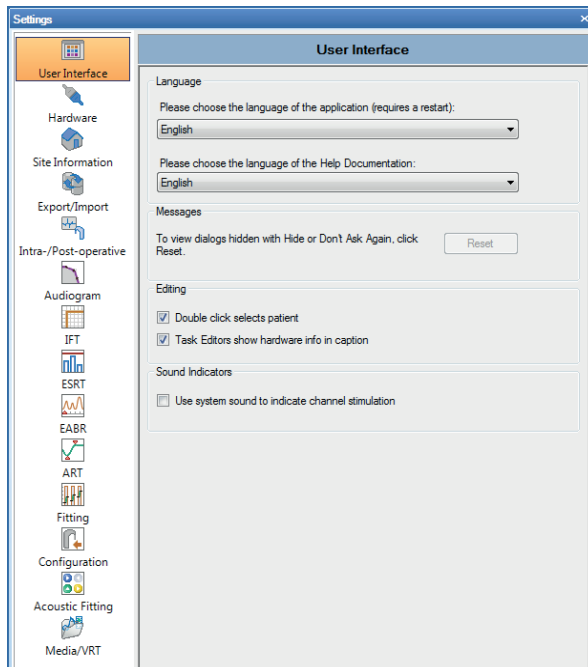 Settings
User Interface
Hardware
Site Information
Export/Import
Intra-/Post-operative
Audiogram
IFT
ESRT
EABR
ART
Fitting
Configuration
Acoustic Fitting
Media/VRT
User Interface
Language
Please choose the language of the application (requires a restart):
English
Please choose the language of the Help Documentation:
English
Messages
To view dialogs hidden with Hide or Don't Ask Again, click
Reset.
Reset
Editing
Double click selects patient
Task Editors show hardware info in caption
Sound Indicators
Use system sound to indicate channel stimulation